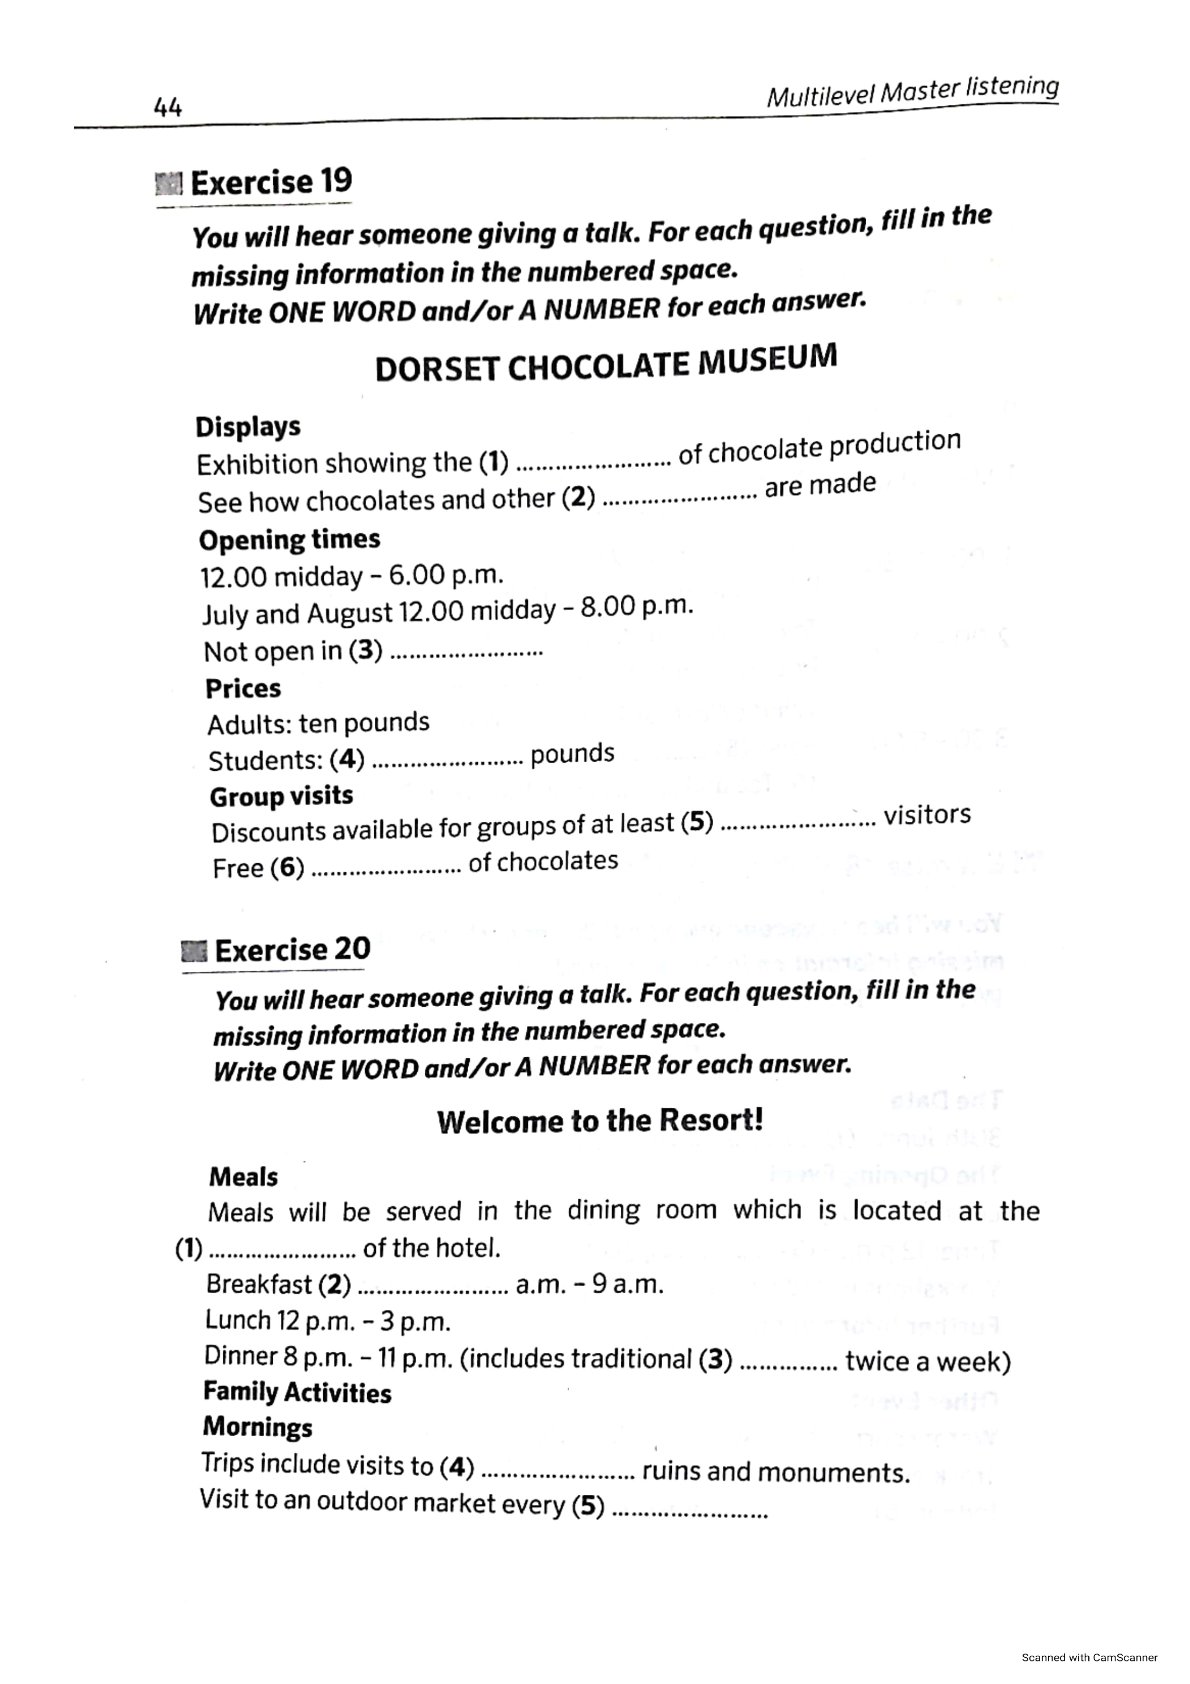 44
Multilevel Master listening
Exercise 19
You will hear someone giving a talk. For each question, fill in the
missing information in the numbered space.
Write ONE WORD and/or A NUMBER for each answer.
DORSET CHOCOLATE MUSEUM
Displays
Exhibition showing the (1) ........................ of chocolate production
See how chocolates and other (2) ........................ are made
Opening times
12.00 midday – 6.00 p.m.
July and August 12.00 midday – 8.00 p.m.
Not open in (3) ........................
Prices
Adults: ten pounds
Students: (4) ........................ pounds
Group visits
Discounts available for groups of at least (5) ........................ visitors
Free (6) ........................ of chocolates
Exercise 20
You will hear someone giving a talk. For each question, fill in the
missing information in the numbered space.
Write ONE WORD and/or A NUMBER for each answer.
Welcome to the Resort!
Meals
Meals will be served in the dining room which is located at the
(1) ........................ of the hotel.
Breakfast (2) ........................ a.m. – 9 a.m.
Lunch 12 p.m. – 3 p.m.
Dinner 8 p.m. – 11 p.m. (includes traditional (3) ............... twice a week)
Family Activities
Mornings
Trips include visits to (4) ........................ ruins and monuments.
Visit to an outdoor market every (5) ........................
Scanned with CamScanner